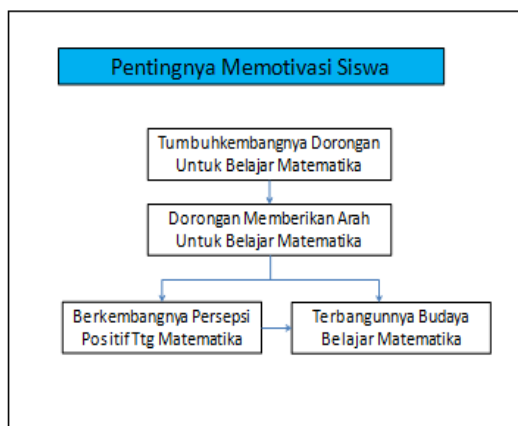 Pentingnya Memotivasi Siswa
Tumbuhkembangnya Dorongan
Untuk Belajar Matematika
Dorongan Memberikan Arah
Untuk Belajar Matematika
Berkembangnya Persepsi
Positif Ttg Matematika
Terbangunnya Budaya
Belajar Matematika